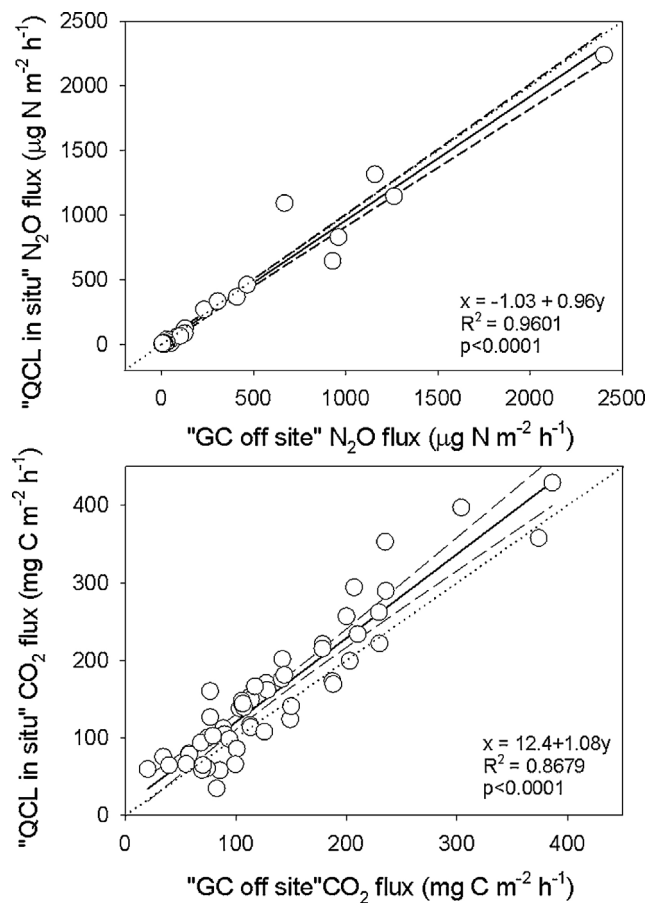 2500
2000
1500
1000
500
0
"QCL in situ" N₂O flux (µg N m⁻² h⁻¹)
x = -1.03 + 0.96y
R² = 0.9601
p<0.0001
0 500 1000 1500 2000 2500
"GC off site" N₂O flux (µg N m⁻² h⁻¹)
400
300
200
100
0
"QCL in situ" CO₂ flux (mg C m⁻² h⁻¹)
x = 12.4+1.08y
R² = 0.8679
p<0.0001
0 100 200 300 400
"GC off site"CO₂ flux (mg C m⁻² h⁻¹)